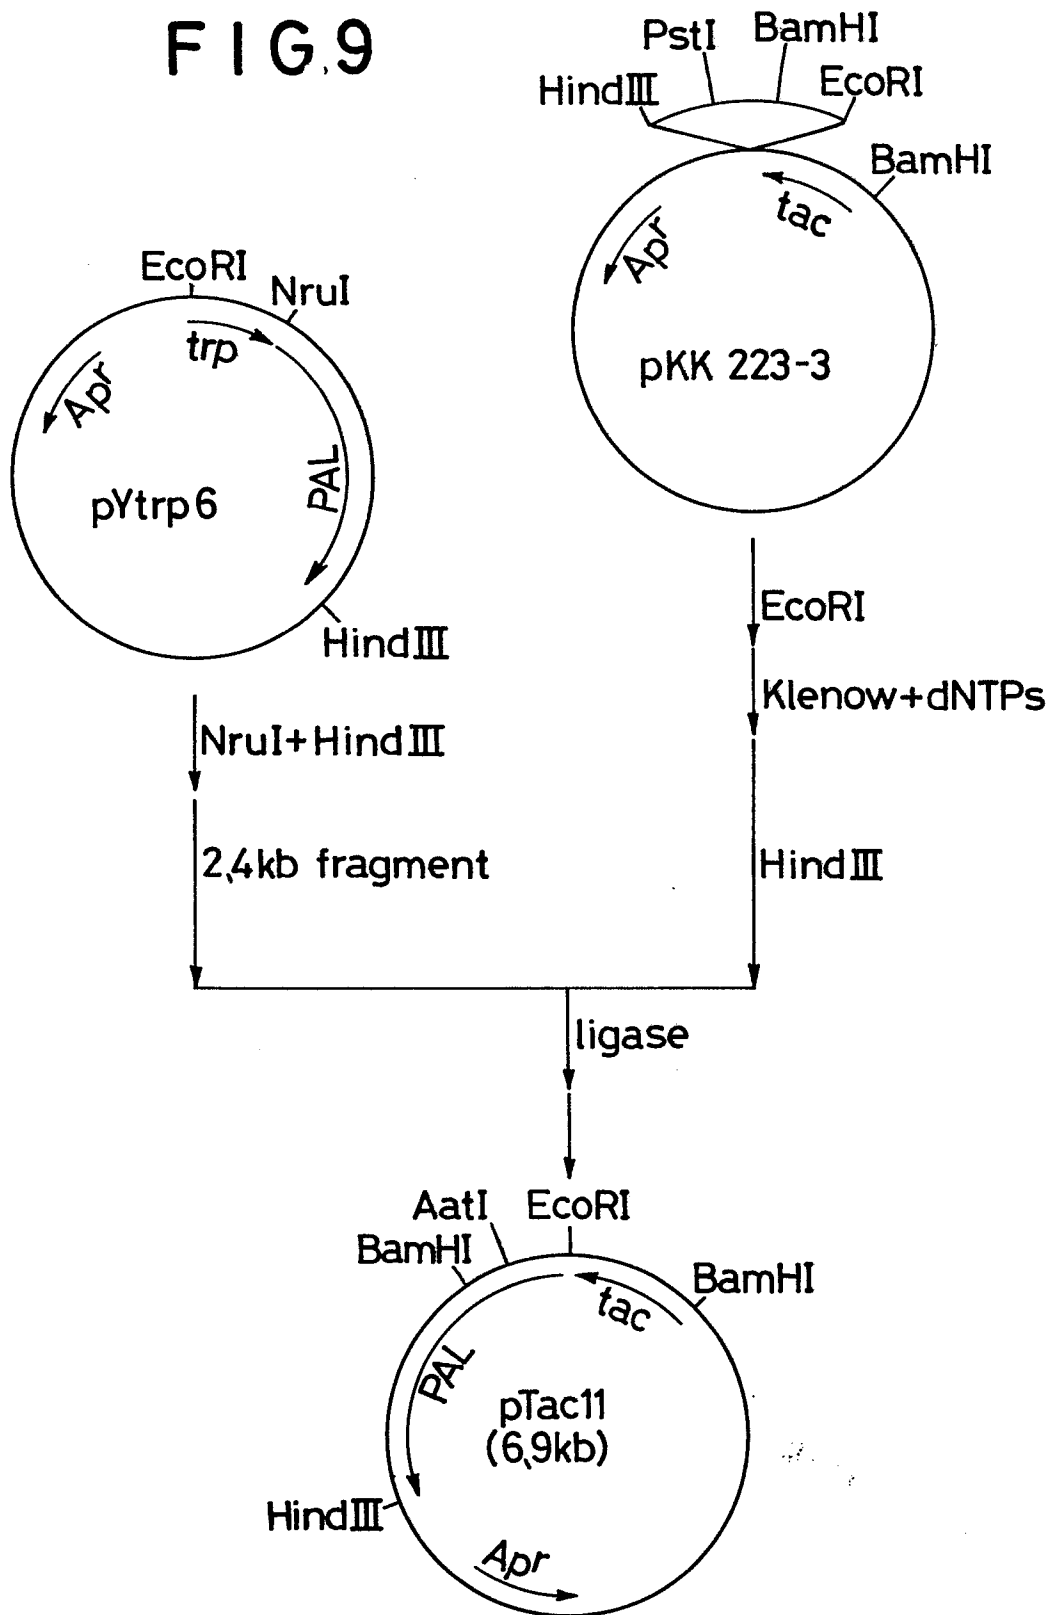 FIG.9
PstI
BamHI
HindIII
EcoRI
BamHI
tac
Apr
pKK 223-3
EcoRI
NruI
trp
Apr
PAL
pYtrp6
HindIII
EcoRI
Klenow+dNTPs
HindIII
NruI+HindIII
2,4kb fragment
ligase
AatI
EcoRI
BamHI
BamHI
tac
PAL
pTac11
(6,9kb)
HindIII
Apr